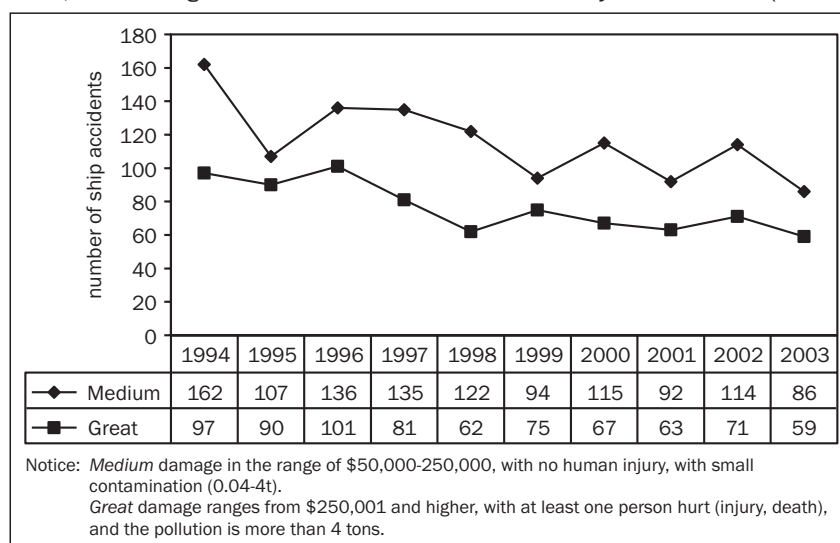 number of ship accidents
180
160
140
120
100
80
60
40
20
0
1994 1995 1996 1997 1998 1999 2000 2001 2002 2003
Medium 162 107 136 135 122 94 115 92 114 86
Great 97 90 101 81 62 75 67 63 71 59
Notice: Medium damage in the range of $50,000-250,000, with no human injury, with small
contamination (0.04-4t).
Great damage ranges from $250,001 and higher, with at least one person hurt (injury, death),
and the pollution is more than 4 tons.